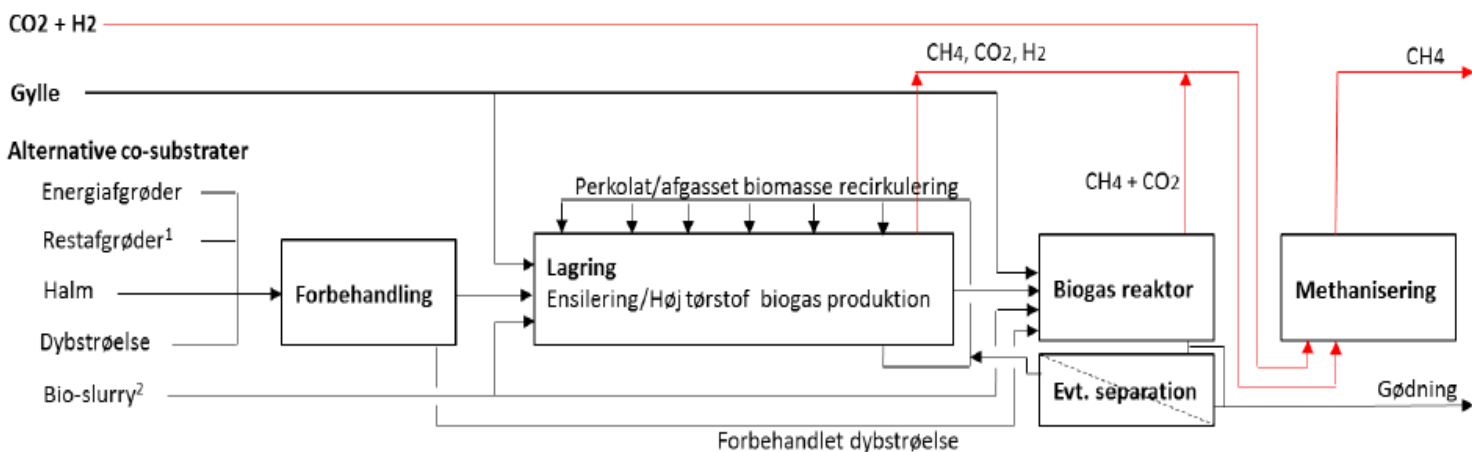 CO2 + H2
CH4, CO2, H2
CH4
Gylle
Alternative co-substrater
Energiafgrøder
Perkolat/afgasset biomasse recirkulering
CH4 + CO2
Restafgrøder1
Lagring
Halm
Forbehandling
Ensilering/Høj tørstof biogas produktion
Biogas reaktor
Methanisering
Dybstrøelse
Bio-slurry2
Evt. separation
Gødning
Forbehandlet dybstrøelse